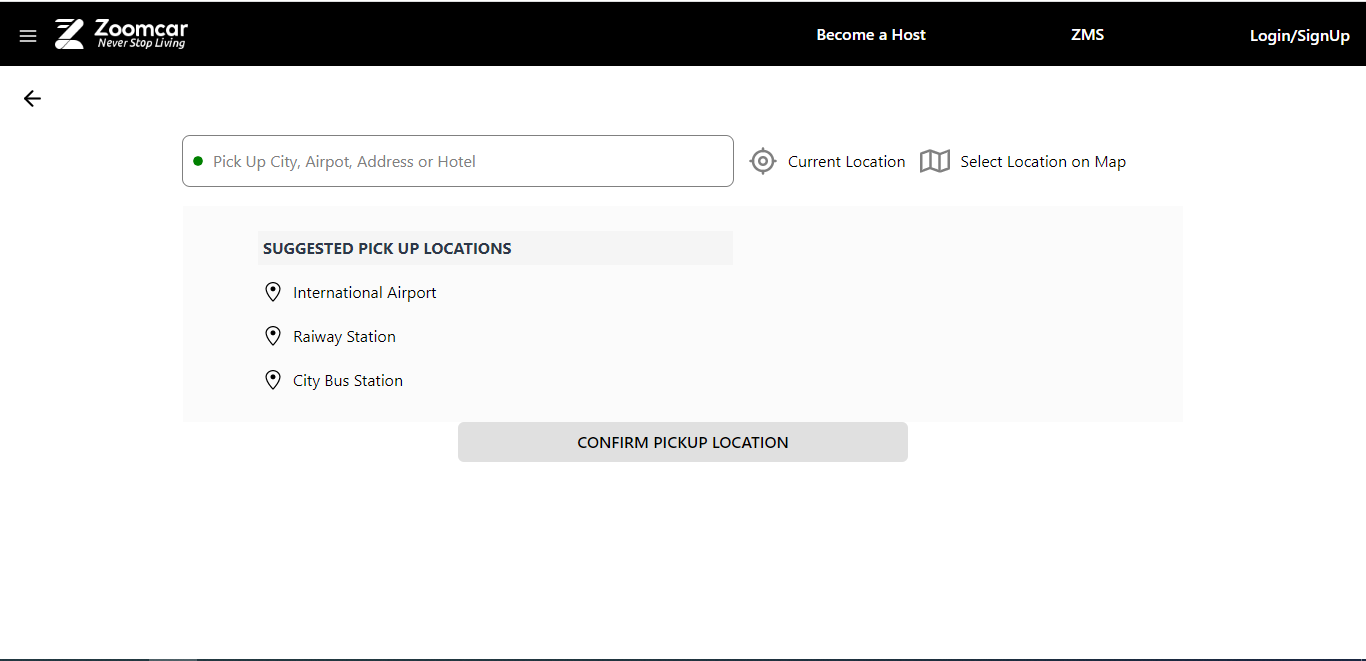 Zoomcar
Never Stop Living
Become a Host
ZMS
Login/SignUp
Pick Up City, Airpot, Address or Hotel
Current Location
Select Location on Map
SUGGESTED PICK UP LOCATIONS
International Airport
Raiway Station
City Bus Station
CONFIRM PICKUP LOCATION